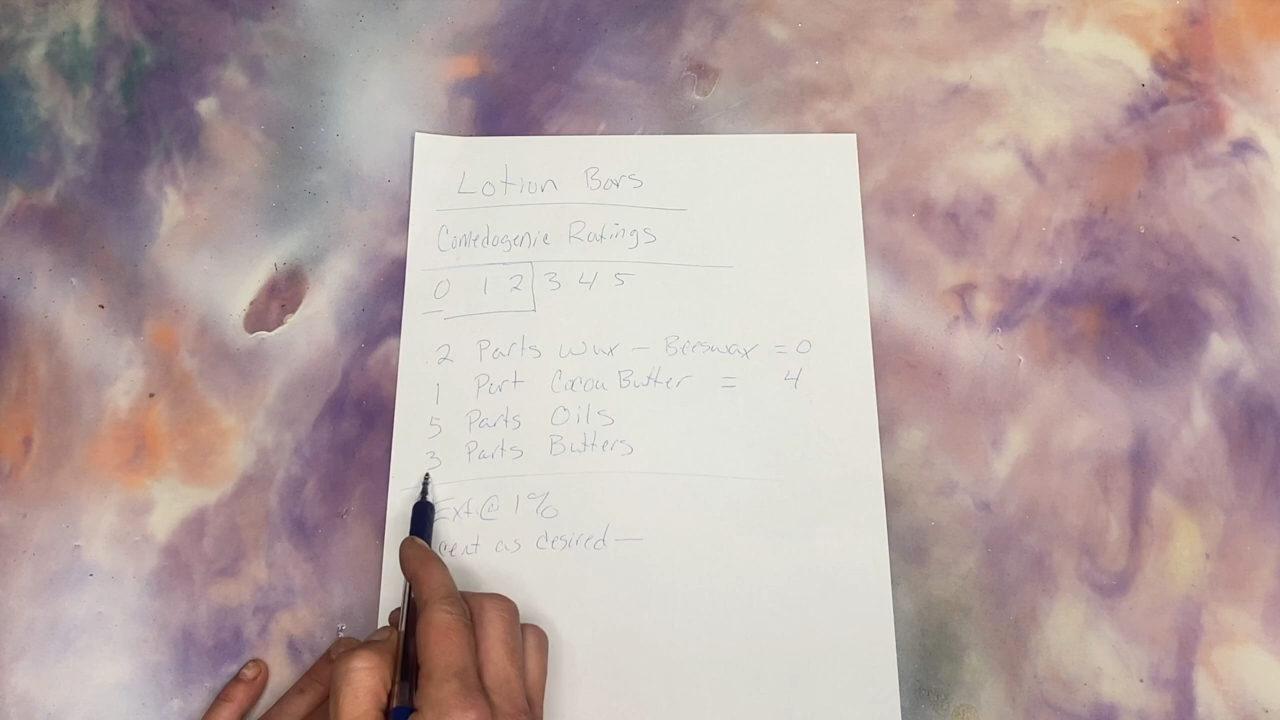 Lotion Bars
Comedogenic Ratings
0 1 2 3 4 5
2 Parts wax - Beeswax = 0
1 Part Cocoa Butter = 4
5 Parts Oils
3 Parts Butters
Ext. @ 1%
as desired —